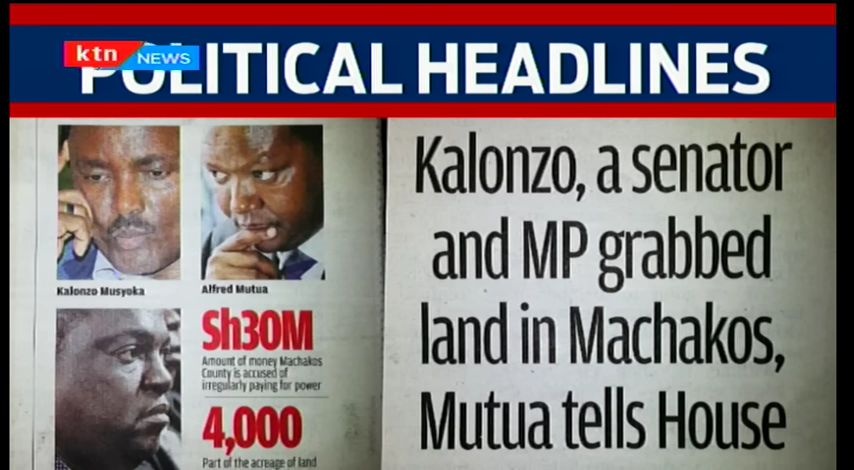 ktn
NEWS
POLITICAL HEADLINES
Kalonzo Musyoka
Alfred Mutua
Sh30M
Amount of money Machakos
County is accused of
irregularly paying for power
4,000
Part of the acreage of land
Kalonzo, a senator
and MP grabbed
land in Machakos,
Mutua tells House